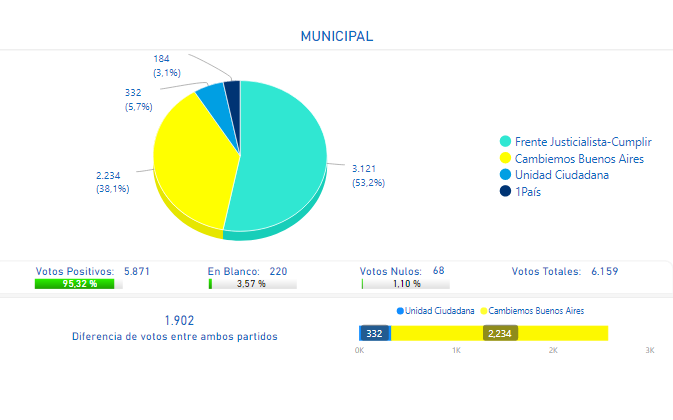 MUNICIPAL
184
(3,1%)
332
(5,7%)
2.234
(38,1%)
3.121
(53,2%)
Frente Justicialista-Cumplir
Cambiemos Buenos Aires
Unidad Ciudadana
1País
Votos Positivos: 5.871
95,32 %
En Blanco: 220
3,57 %
Votos Nulos: 68
1,10 %
Votos Totales: 6.159
1.902
Diferencia de votos entre ambos partidos
Unidad Ciudadana Cambiemos Buenos Aires
332 2,234
0K 1K 2K 3K